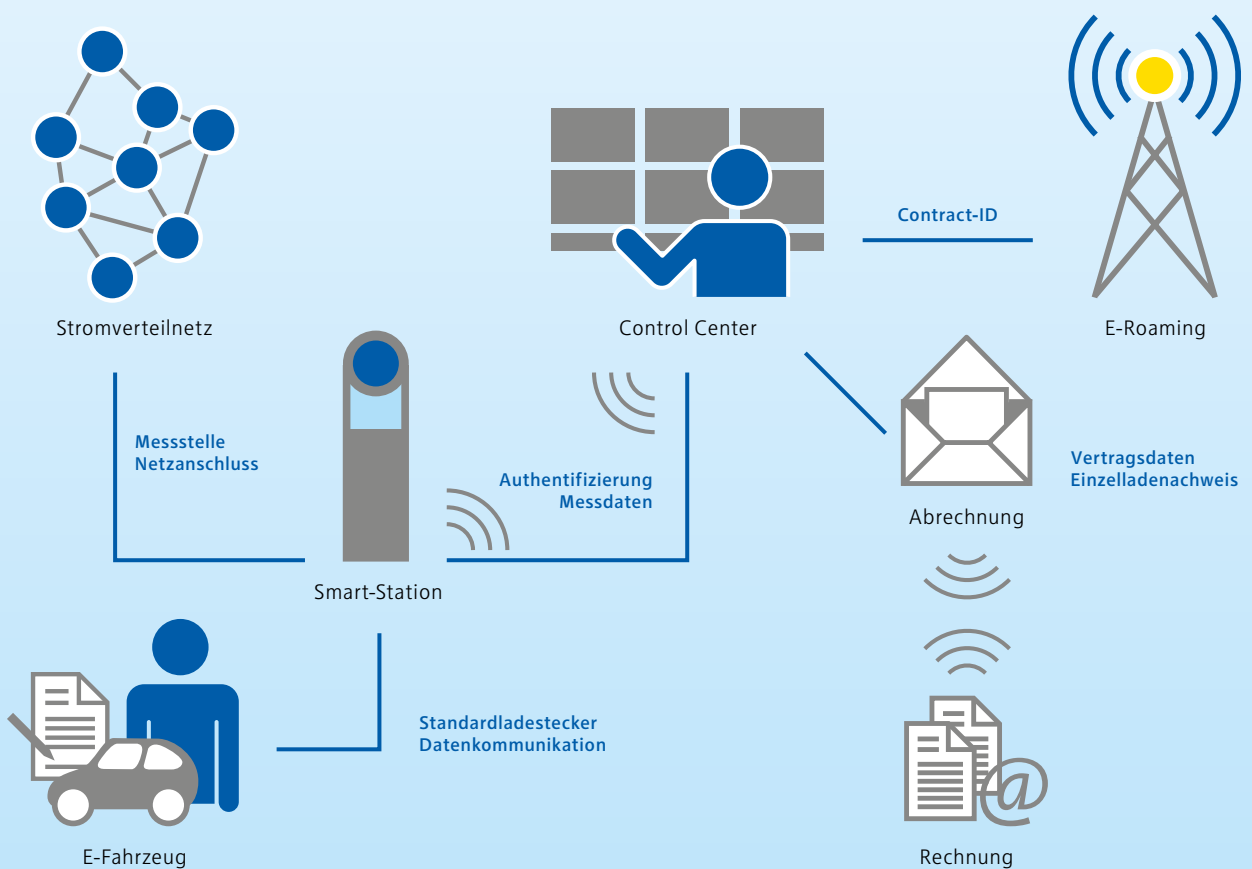 Contract-ID
Stromverteilnetz
Control Center
E-Roaming
Messstelle
Netzanschluss
Authentifizierung
Messdaten
Vertragsdaten
Einzelladenachweis
Abrechnung
Smart-Station
Standardladestecker
Datenkommunikation
@
E-Fahrzeug
Rechnung